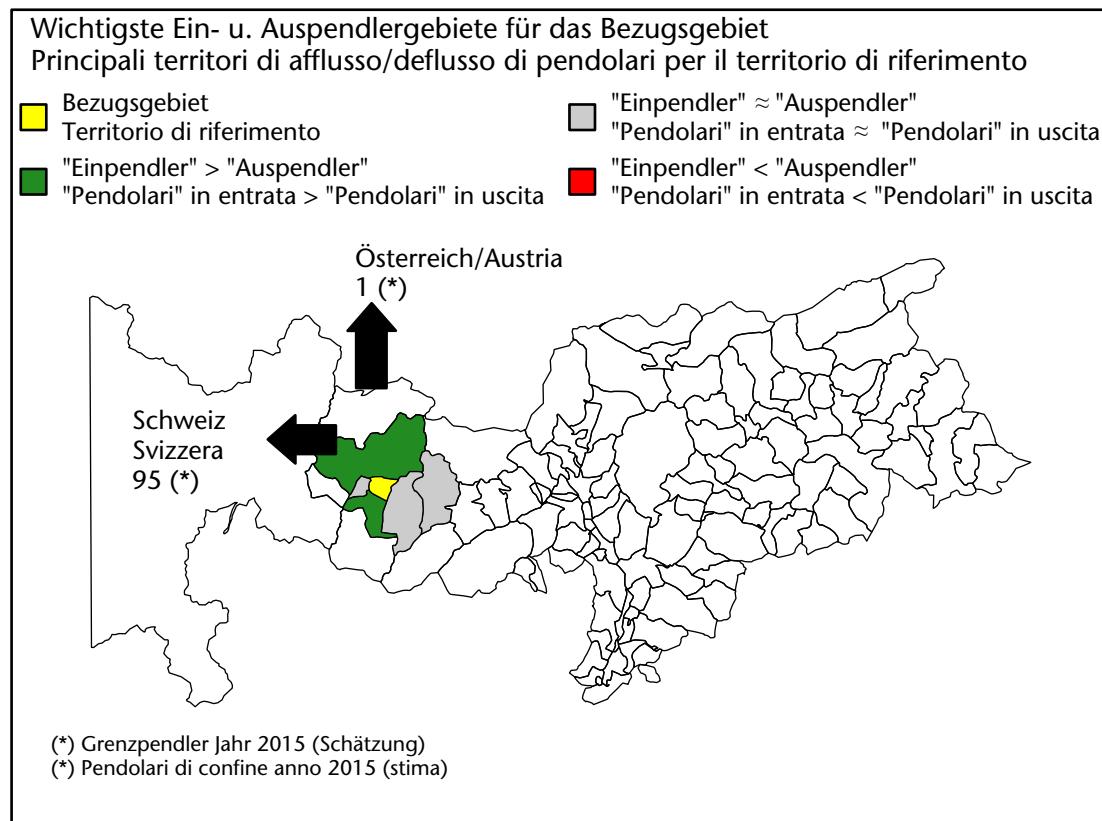 Wichtigste Ein- u. Auspendlergebiete für das Bezugsgebiet
Principali territori di afflusso/deflusso di pendolari per il territorio di riferimento
Bezugsgebiet
Territorio di riferimento
"Einpendler" > "Auspendler"
"Pendolari" in entrata > "Pendolari" in uscita
"Einpendler" ≈ "Auspendler"
"Pendolari" in entrata ≈ "Pendolari" in uscita
"Einpendler" < "Auspendler"
"Pendolari" in entrata < "Pendolari" in uscita
Österreich/Austria
1 (*)
Schweiz
Svizzera
95 (*)
(*) Grenzpendler Jahr 2015 (Schätzung)
(*) Pendolari di confine anno 2015 (stima)